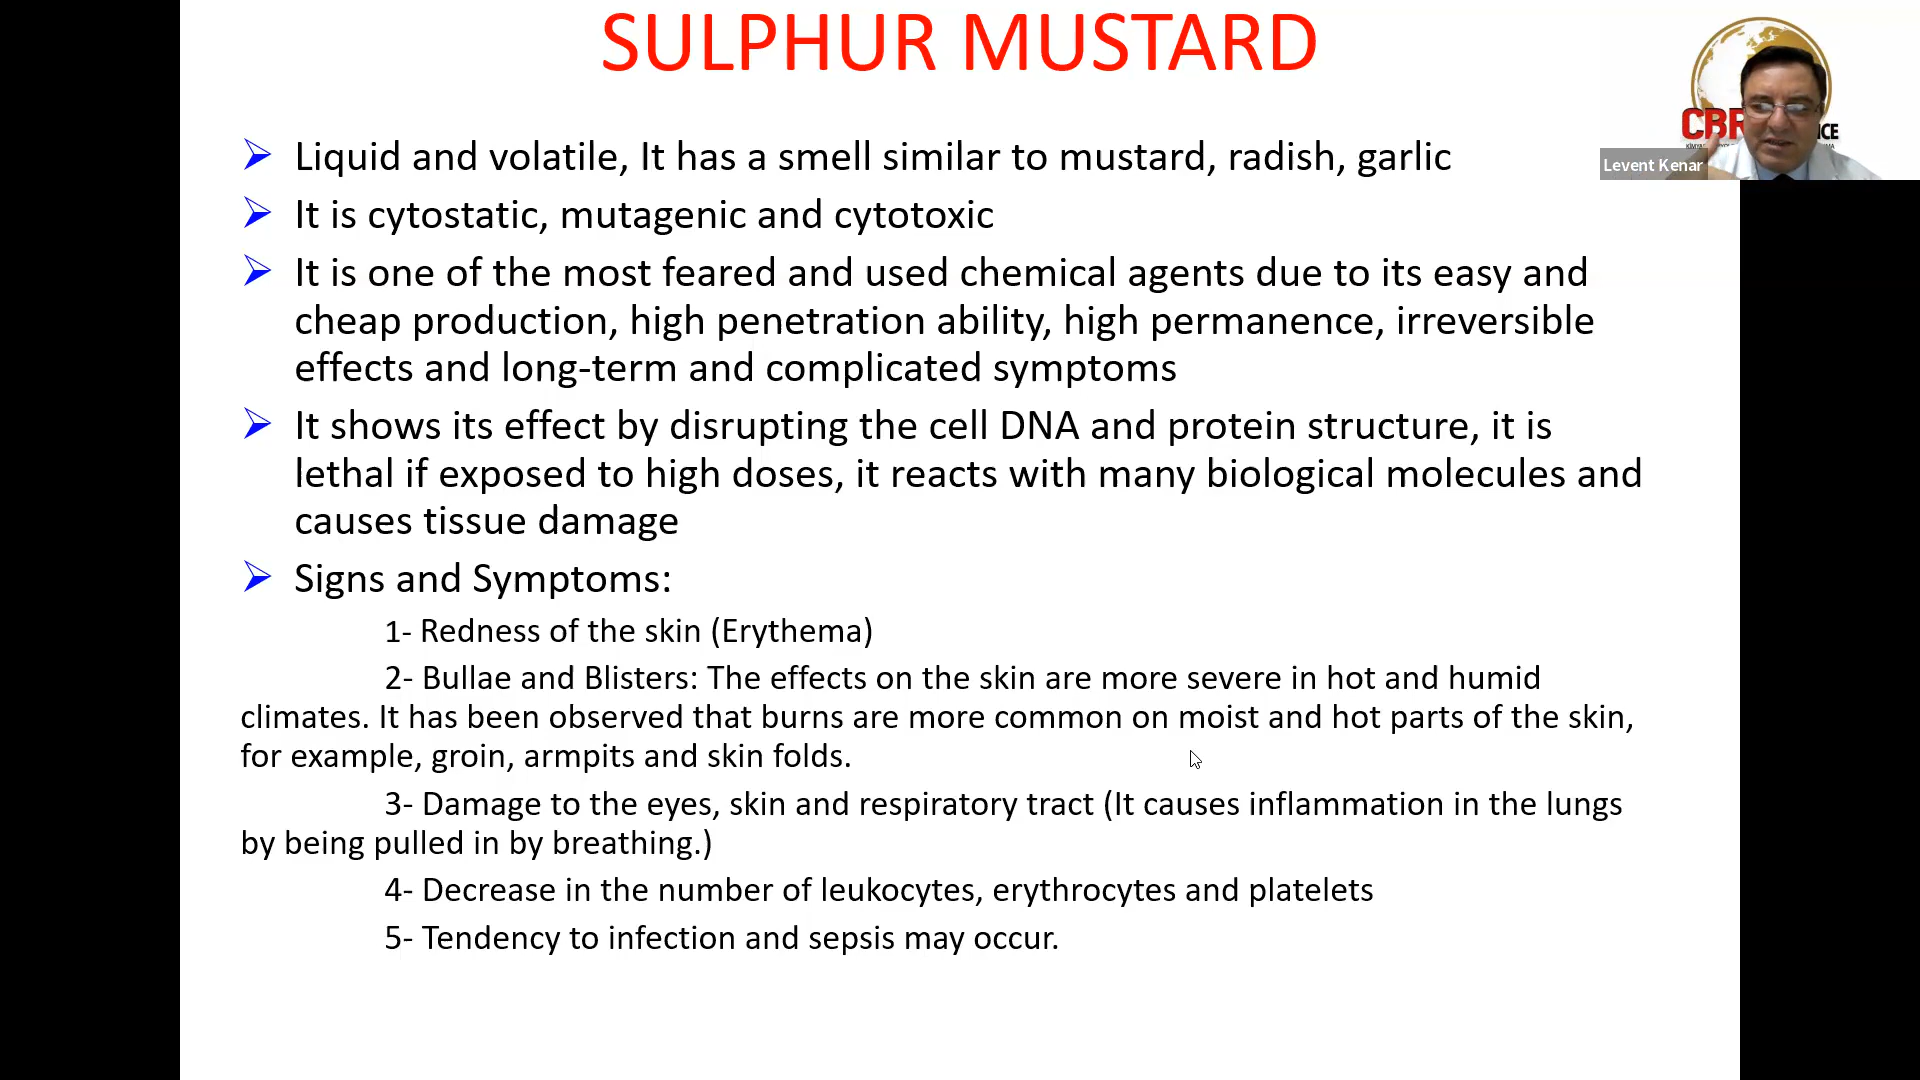 SULPHUR MUSTARD
Liquid and volatile, It has a smell similar to mustard, radish, garlic
It is cytostatic, mutagenic and cytotoxic
It is one of the most feared and used chemical agents due to its easy and
cheap production, high penetration ability, high permanence, irreversible
effects and long-term and complicated symptoms
It shows its effect by disrupting the cell DNA and protein structure, it is
lethal if exposed to high doses, it reacts with many biological molecules and
causes tissue damage
Signs and Symptoms:
1- Redness of the skin (Erythema)
2- Bullae and Blisters: The effects on the skin are more severe in hot and humid
climates. It has been observed that burns are more common on moist and hot parts of the skin,
for example, groin, armpits and skin folds.
3- Damage to the eyes, skin and respiratory tract (It causes inflammation in the lungs
by being pulled in by breathing.)
4- Decrease in the number of leukocytes, erythrocytes and platelets
5- Tendency to infection and sepsis may occur.
Levent Kenar